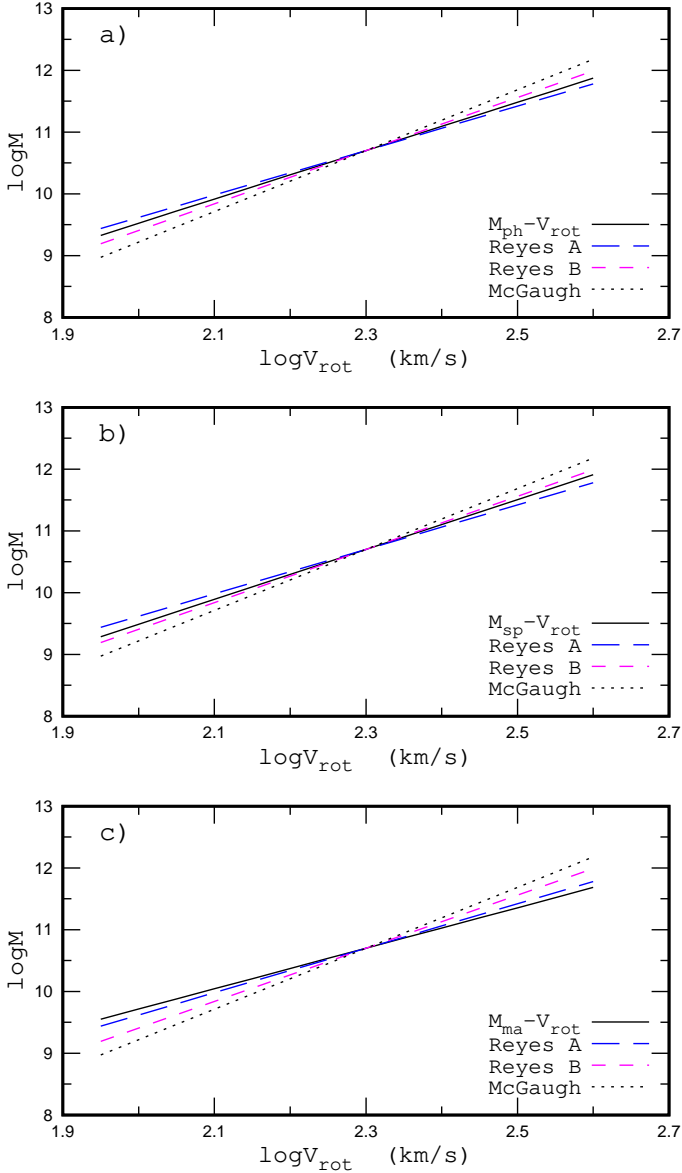 13
a)
12
11
logM
10
9
8
M_ph-V_rot
Reyes A
Reyes B
McGaugh
1.9 2.1 2.3 2.5 2.7
logV_rot (km/s)
13
b)
12
11
logM
10
9
8
M_sp-V_rot
Reyes A
Reyes B
McGaugh
1.9 2.1 2.3 2.5 2.7
logV_rot (km/s)
13
c)
12
11
logM
10
9
8
M_ma-V_rot
Reyes A
Reyes B
McGaugh
1.9 2.1 2.3 2.5 2.7
logV_rot (km/s)